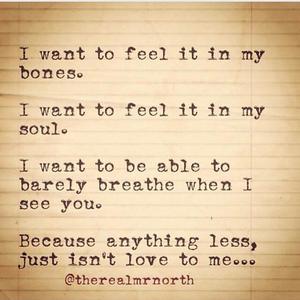 I want to feel it in my
bones.
I want to feel it in my
soul.
I want to be able to
barely breathe when I
see you.
Because anything less,
just isn't love to me...
@therealmrnorth